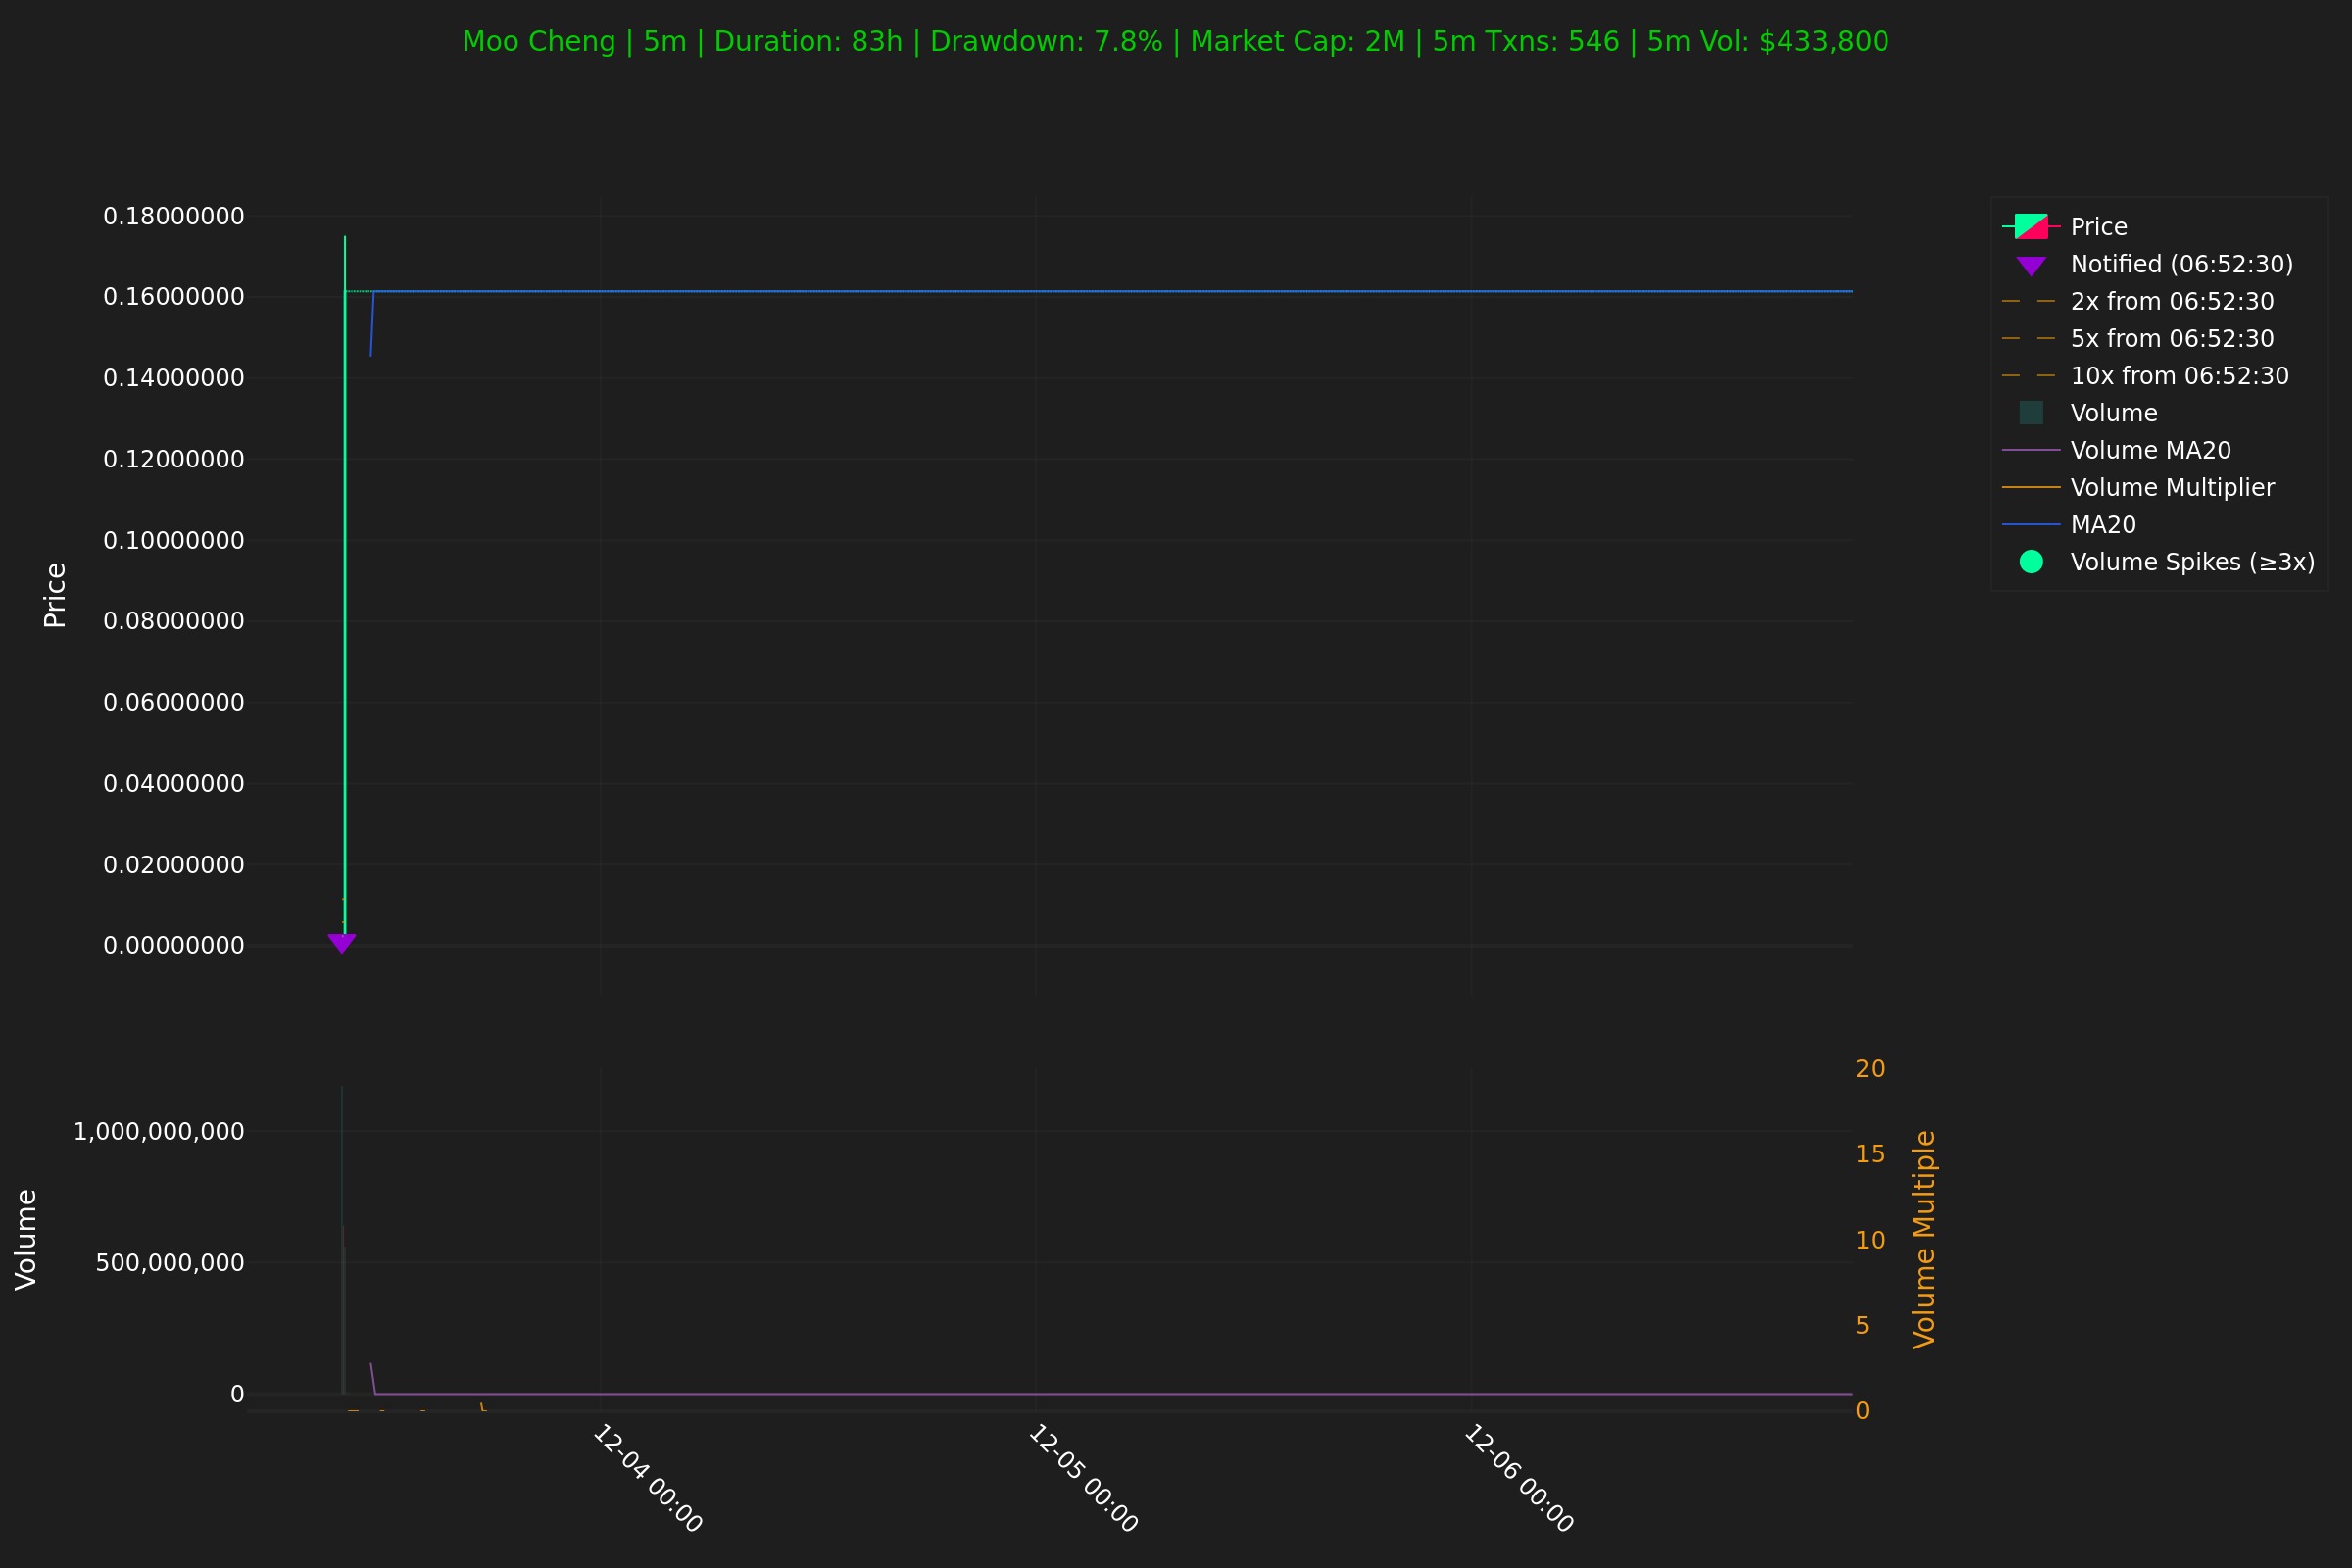 Moo Cheng | 5m | Duration: 83h | Drawdown: 7.8% | Market Cap: 2M | 5m Txns: 546 | 5m Vol: $433,800
Price
0.18000000
0.16000000
0.14000000
0.12000000
0.10000000
0.08000000
0.06000000
0.04000000
0.02000000
0.00000000
Price
Notified (06:52:30)
2x from 06:52:30
5x from 06:52:30
10x from 06:52:30
Volume
Volume MA20
Volume Multiplier
MA20
Volume Spikes (≥3x)
Volume
1,000,000,000
500,000,000
0
20
15
10
5
0
Volume Multiple
12-04 00:00
12-05 00:00
12-06 00:00